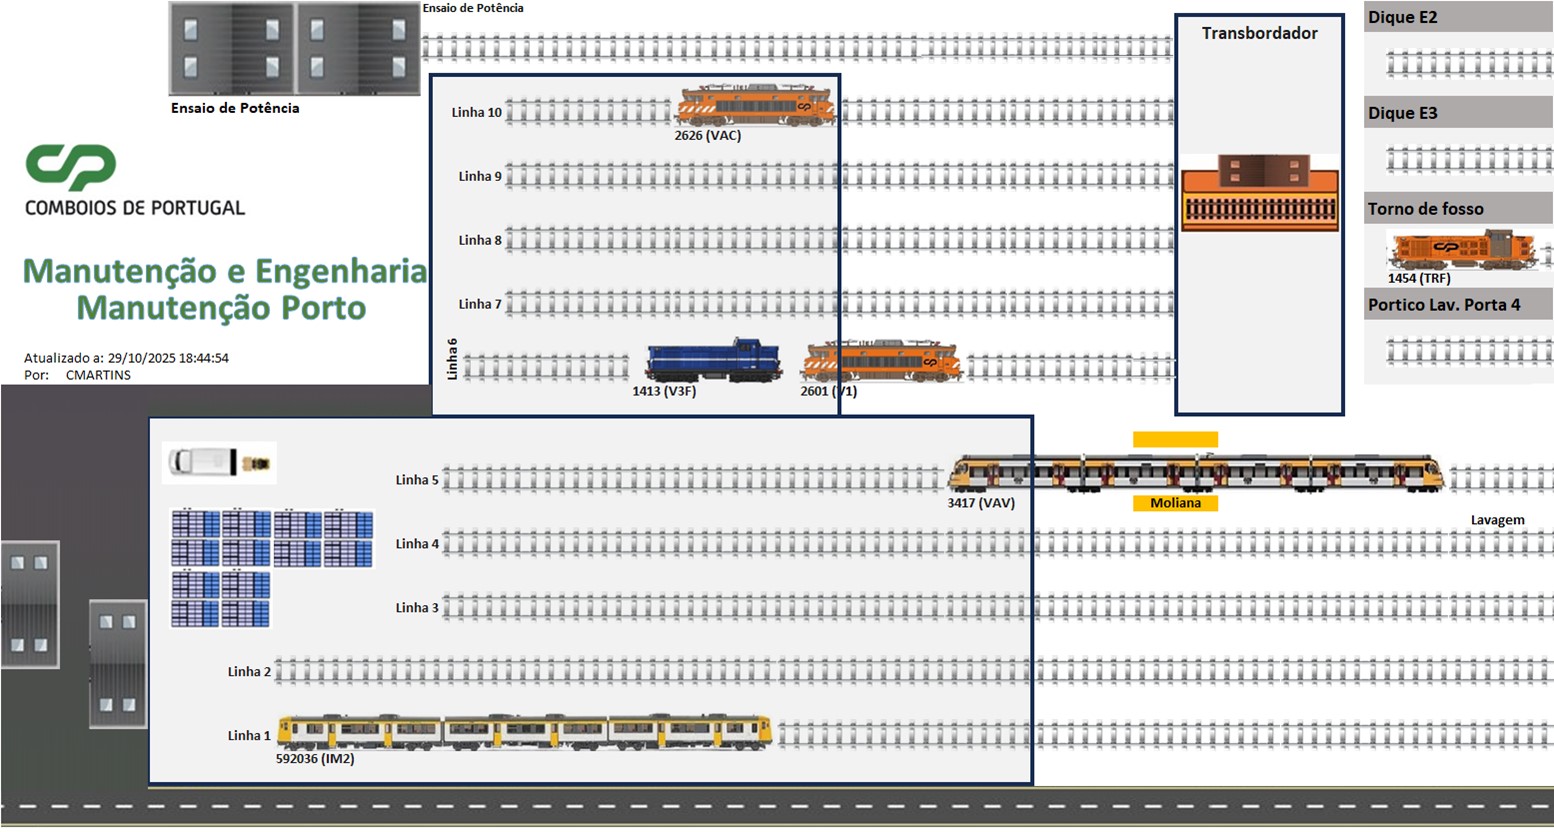 Ensaio de Potência
Ensaio de Potência
CP
COMBOIOS DE PORTUGAL
Manutenção e Engenharia
Manutenção Porto
Atualizado a: 29/10/2025 18:44:54
Por: CMARTINS
Linha 10
2626 (VAC)
Linha 9
Linha 8
Linha 7
Linha 6
1413 (V3F)
2601 (V1)
Transbordador
Dique E2
Dique E3
Torno de fosso
1454 (TRF)
Portico Lav. Porta 4
Linha 5
3417 (VAV)
Moliana
Lavagem
Linha 4
Linha 3
Linha 2
Linha 1
592036 (IM2)